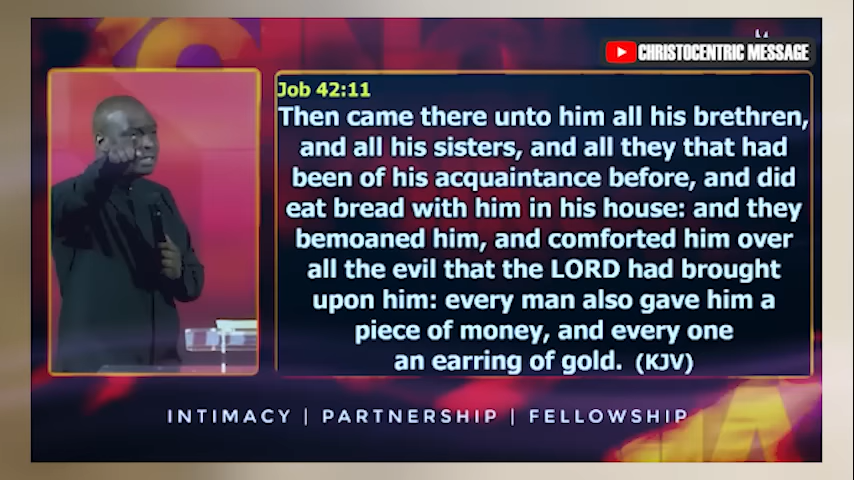 CHRISTOCENTRIC MESSAGE
Job 42:11
Then came there unto him all his brethren,
and all his sisters, and all they that had
been of his acquaintance before, and did
eat bread with him in his house: and they
bemoaned him, and comforted him over
all the evil that the LORD had brought
upon him: every man also gave him a
piece of money, and every one
an earring of gold. (KJV)
INTIMACY | PARTNERSHIP | FELLOWSHIP